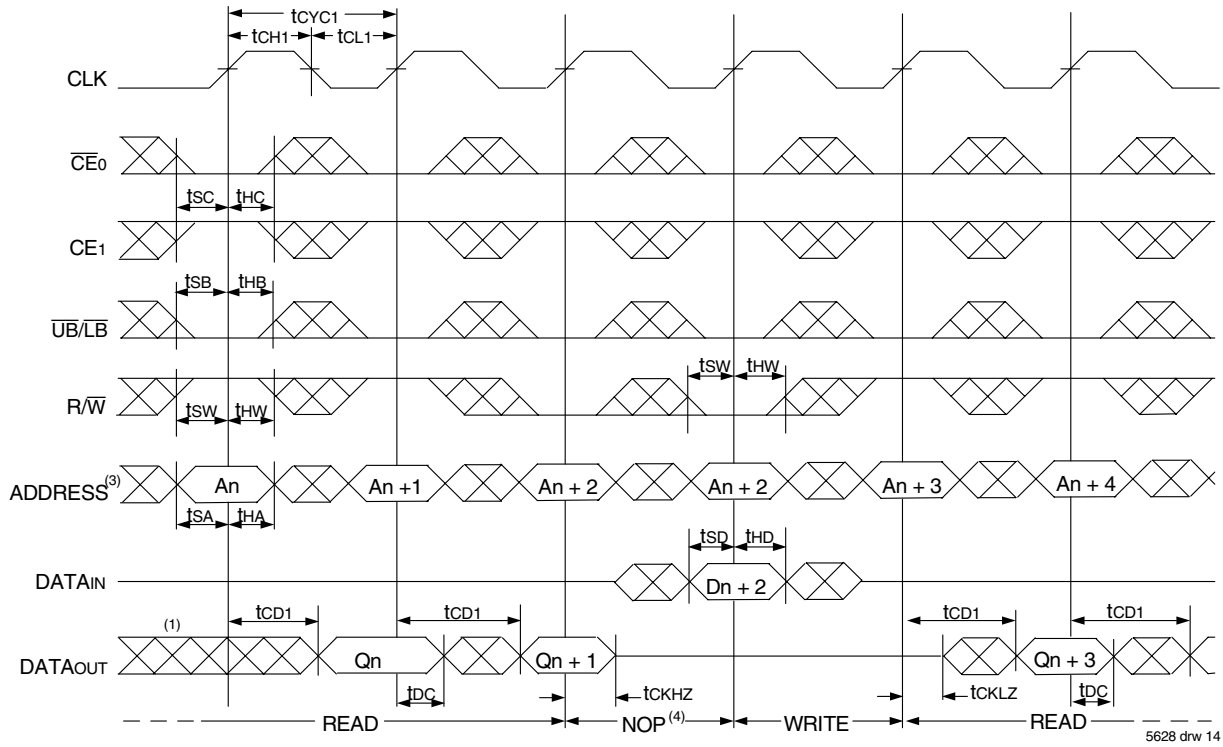 tCYC1
tCH1 tCL1
CLK
CE0
tSC tHC
CE1
tSB tHB
UB/LB
tSW tHW
R/W
tSW tHW
ADDRESS(3) An An +1 An + 2 An + 2 An + 3 An + 4
tSA tHA
tSD tHD
DATAIN Dn + 2
(1) tCD1 tCD1 tCD1 tCD1
DATAOUT Qn Qn + 1 Qn + 3
tDC tCKHZ tCKLZ tDC
READ NOP(4) WRITE READ
5628 drw 14